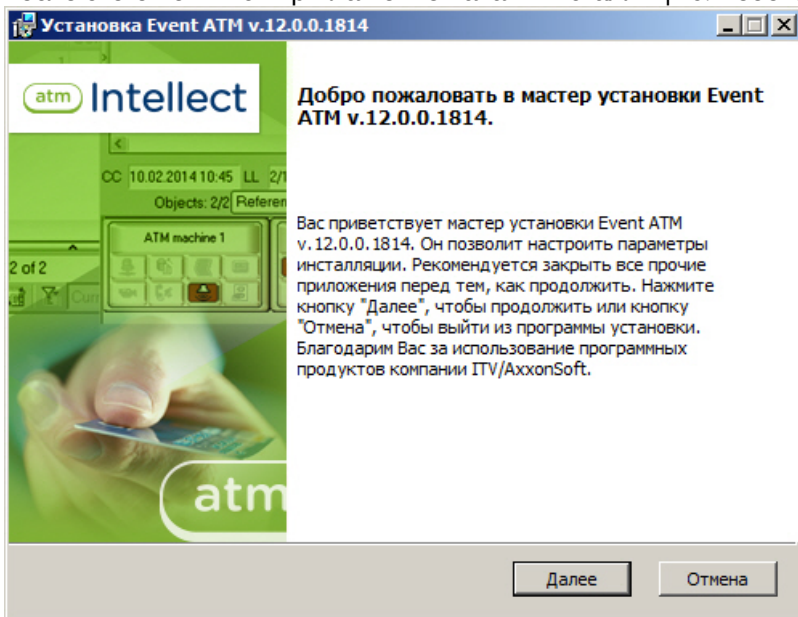 Установка Event ATM v.12.0.0.1814
atm Intellect
Добро пожаловать в мастер установки Event
ATM v.12.0.0.1814.
CC 10.02.2014 10:45 LL
Objects: 2/2
ATM machine 1
2 of 2
Вас приветствует мастер установки Event ATM
v.12.0.0.1814. Он позволит настроить параметры
инсталляции. Рекомендуется закрыть все прочие
приложения перед тем, как продолжить. Нажмите
кнопку "Далее", чтобы продолжить или кнопку
"Отмена", чтобы выйти из программы установки.
Благодарим Вас за использование программных
продуктов компании ITV/AxxonSoft.
atm
Далее
Отмена